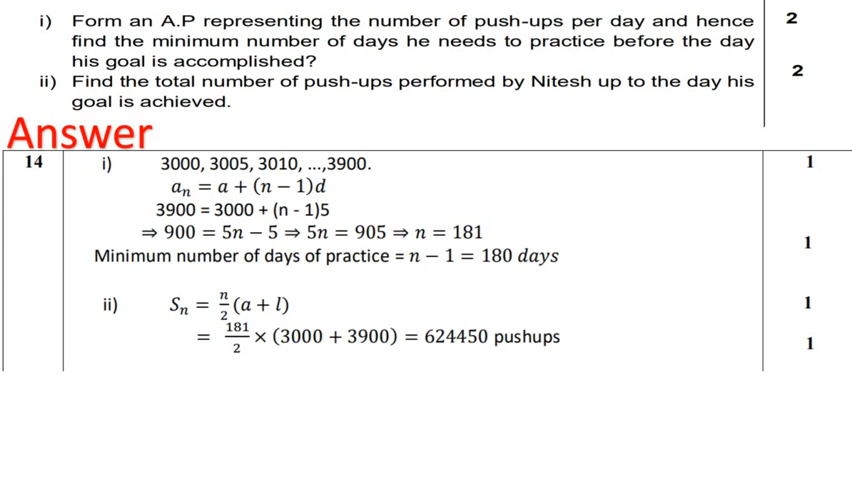 i) Form an A.P representing the number of push-ups per day and hence 2
find the minimum number of days he needs to practice before the day
his goal is accomplished? 2
ii) Find the total number of push-ups performed by Nitesh up to the day his
goal is achieved.
Answer
14 i) 3000, 3005, 3010, ...,3900. 1
aₙ = a + (n − 1)d
3900 = 3000 + (n - 1)5
⇒ 900 = 5n − 5 ⇒ 5n = 905 ⇒ n = 181 1
Minimum number of days of practice = n − 1 = 180 days
ii) Sₙ = n/2 (a + l) 1
= 181/2 × (3000 + 3900) = 624450 pushups 1